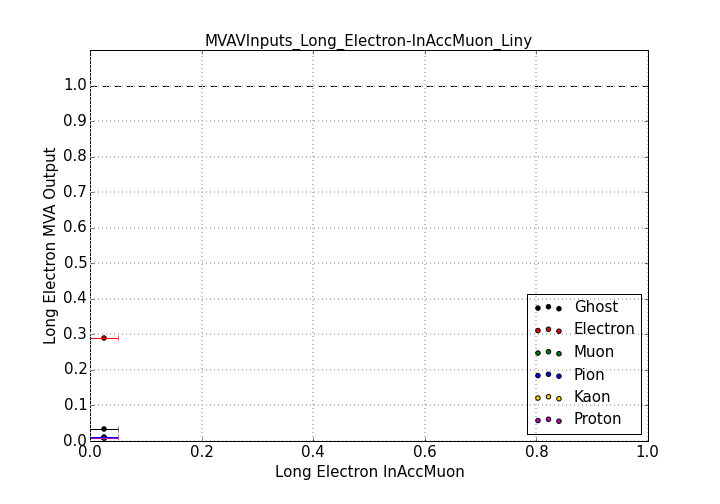 MVAVInputs_Long_Electron-InAccMuon_Liny
1.0
0.9
0.8
0.7
0.6
0.5
0.4
0.3
0.2
0.1
0.0
Long Electron MVA Output
Ghost
Electron
Muon
Pion
Kaon
Proton
0.0 0.2 0.4 0.6 0.8 1.0
Long Electron InAccMuon